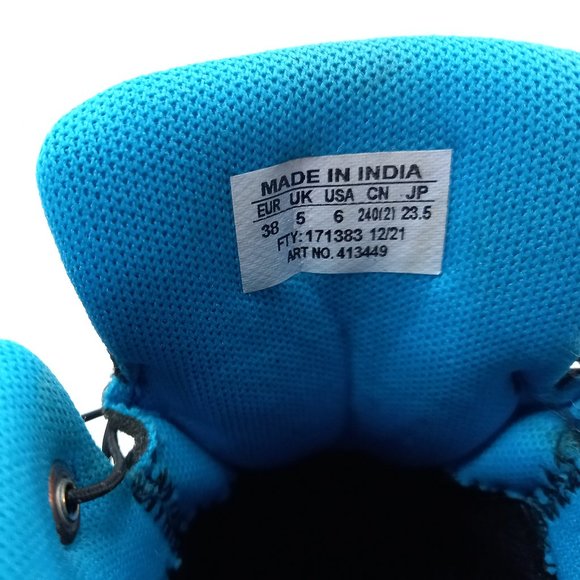 MADE IN INDIA
EUR UK USA CN JP
38 5 6 240(2) 23.5
FTY: 171383 12/21
ART NO. 413449